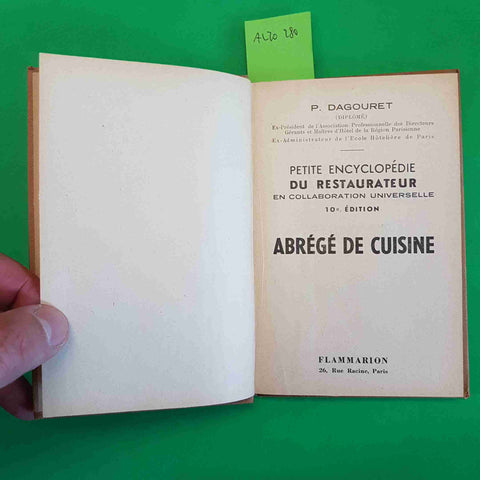 ALZO 280
P. DAGOURET
(DIPLÔMÉ)
Ex-Président de l'Association Professionnelle des Directeurs
Gérants et Maîtres d'Hôtel de la Région Parisienne
Ex-Administrateur de l'Ecole Hôtelière de Paris
PETITE ENCYCLOPÉDIE
DU RESTAURATEUR
EN COLLABORATION UNIVERSELLE
10e ÉDITION
ABRÉGÉ DE CUISINE
FLAMMARION
26, Rue Racine, Paris